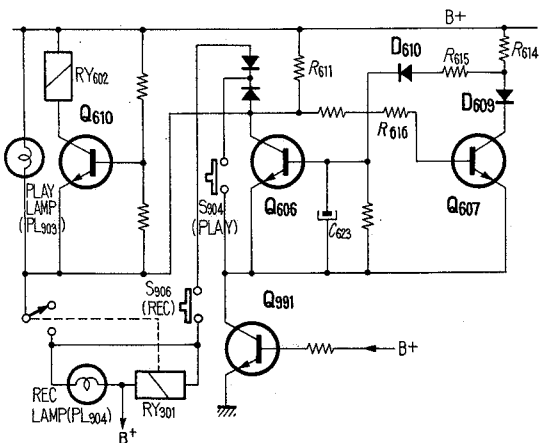 B+
RY602
R611
D610
R615
R614
D609
Q610
R616
PLAY
LAMP
(PL903)
S904
(PLAY)
Q606
C623
Q607
S906
(REC)
Q991
B+
REC
LAMP(PL904)
RY301
B+